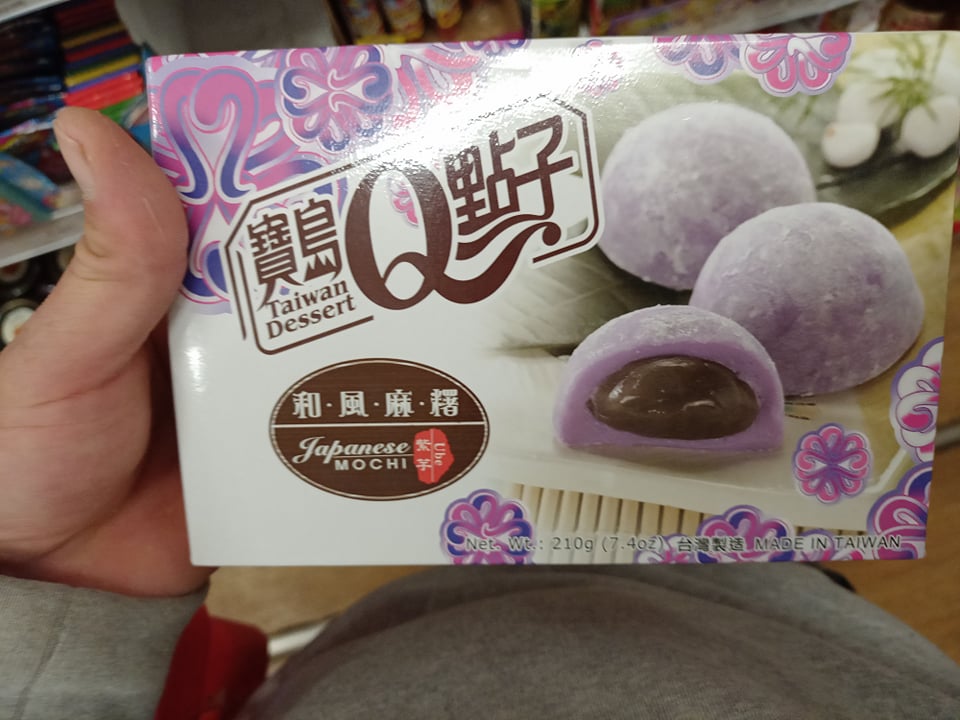 寶島Q點子
Taiwan
Dessert
和・風・麻・糬
Japanese
MOCHI
紫芋
Ube
Net. Wt.: 210g (7.4oz) 台灣製造 MADE IN TAIWAN